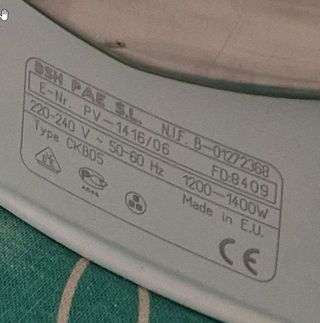 BSH PAE S.L. N.I.F. B-01272368
E-Nr. PV-1416/06 FD:8409
220-240 V ~ 50-60 Hz 1200-1400W
Type CKB05 Made in E.U.
CE